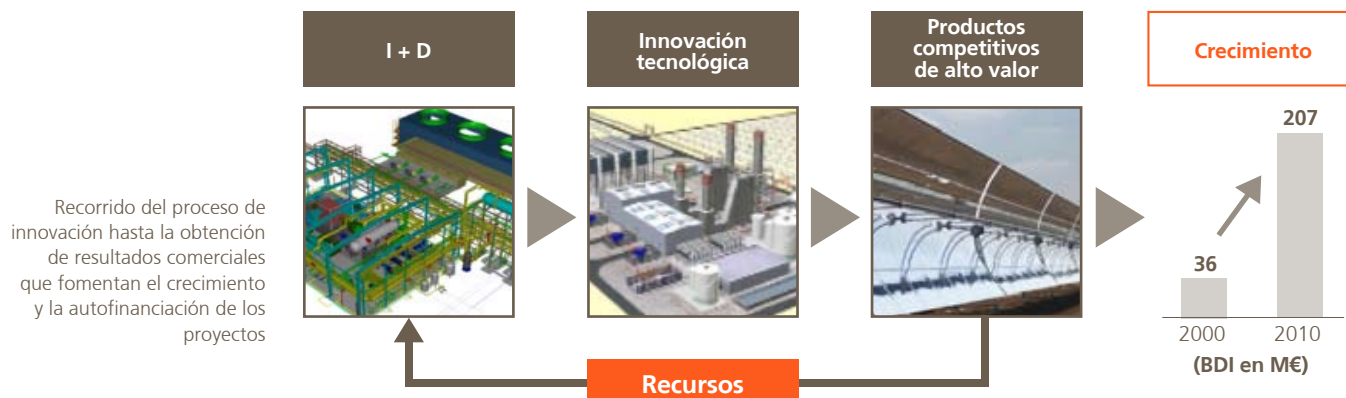 I + D
Innovación
tecnológica
Productos
competitivos
de alto valor
Crecimiento
Recorrido del proceso de
innovación hasta la obtención
de resultados comerciales
que fomentan el crecimiento
y la autofinanciación de los
proyectos
207
36
2000
2010
(BDI en M€)
Recursos